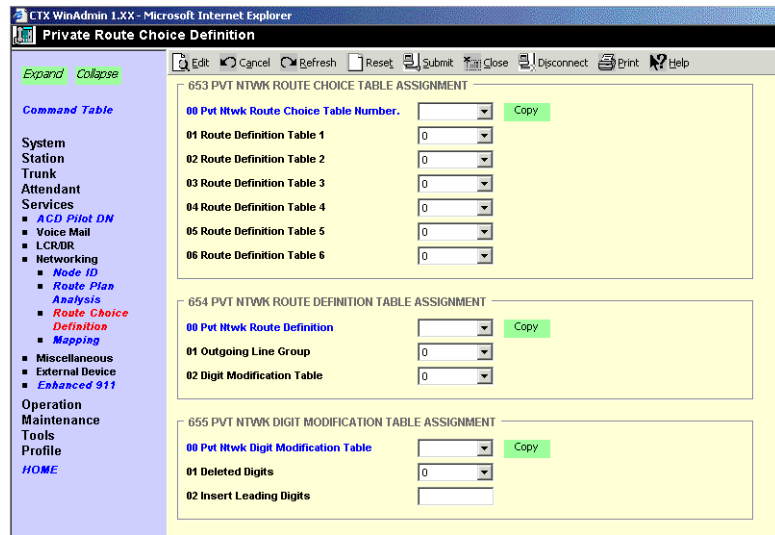 CTX WinAdmin 1.XX - Microsoft Internet Explorer
Private Route Choice Definition
Edit Cancel Refresh Reset Submit Close Disconnect Print Help
Expand Collapse
Command Table
System
Station
Trunk
Attendant
Services
ACD Pilot DN
Voice Mail
LCR/DR
Networking
Node ID
Route Plan
Analysis
Route Choice
Definition
Mapping
Miscellaneous
External Device
Enhanced 911
Operation
Maintenance
Tools
Profile
HOME
653 PVT NTWK ROUTE CHOICE TABLE ASSIGNMENT
00 Pvt Ntwk Route Choice Table Number. Copy
01 Route Definition Table 1 0
02 Route Definition Table 2 0
03 Route Definition Table 3 0
04 Route Definition Table 4 0
05 Route Definition Table 5 0
06 Route Definition Table 6 0
654 PVT NTWK ROUTE DEFINITION TABLE ASSIGNMENT
00 Pvt Ntwk Route Definition Copy
01 Outgoing Line Group 0
02 Digit Modification Table 0
655 PVT NTWK DIGIT MODIFICATION TABLE ASSIGNMENT
00 Pvt Ntwk Digit Modification Table Copy
01 Deleted Digits 0
02 Insert Leading Digits